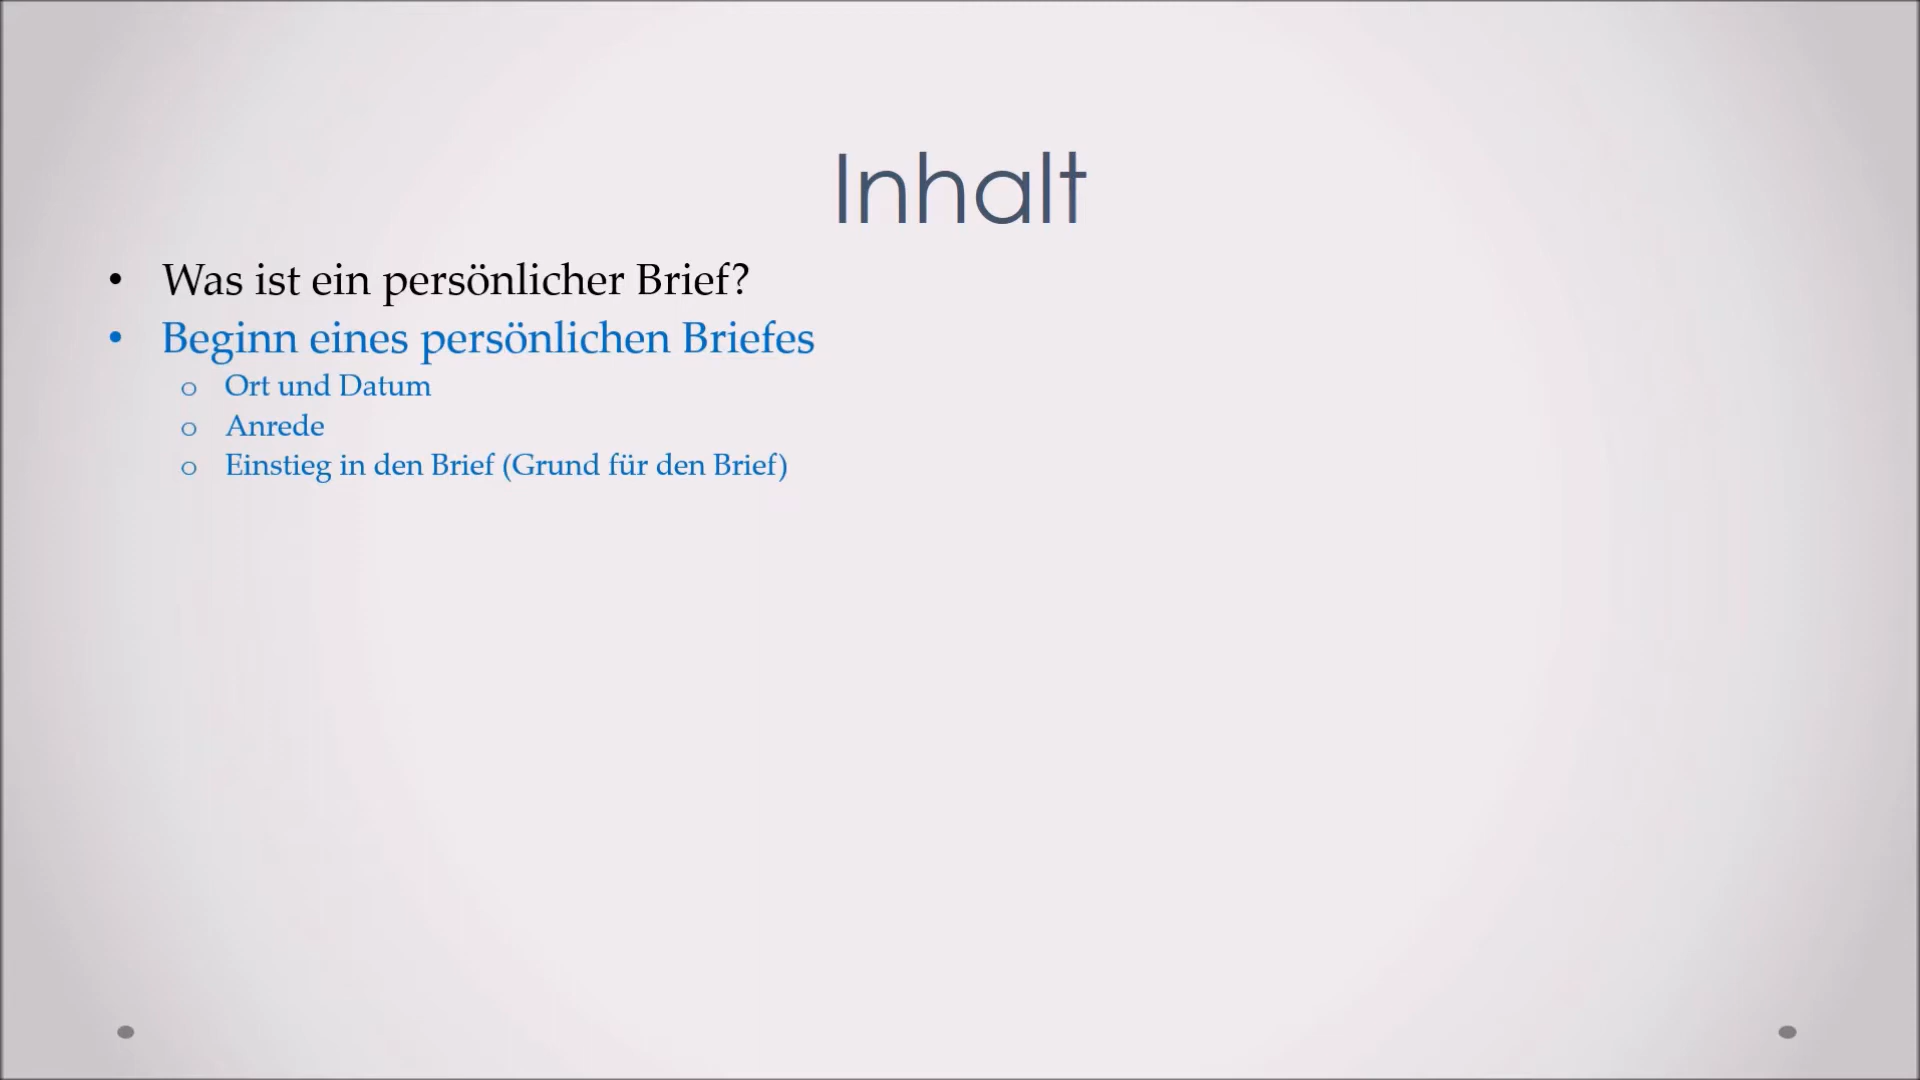 Inhalt
• Was ist ein persönlicher Brief?
• Beginn eines persönlichen Briefes
o Ort und Datum
o Anrede
o Einstieg in den Brief (Grund für den Brief)